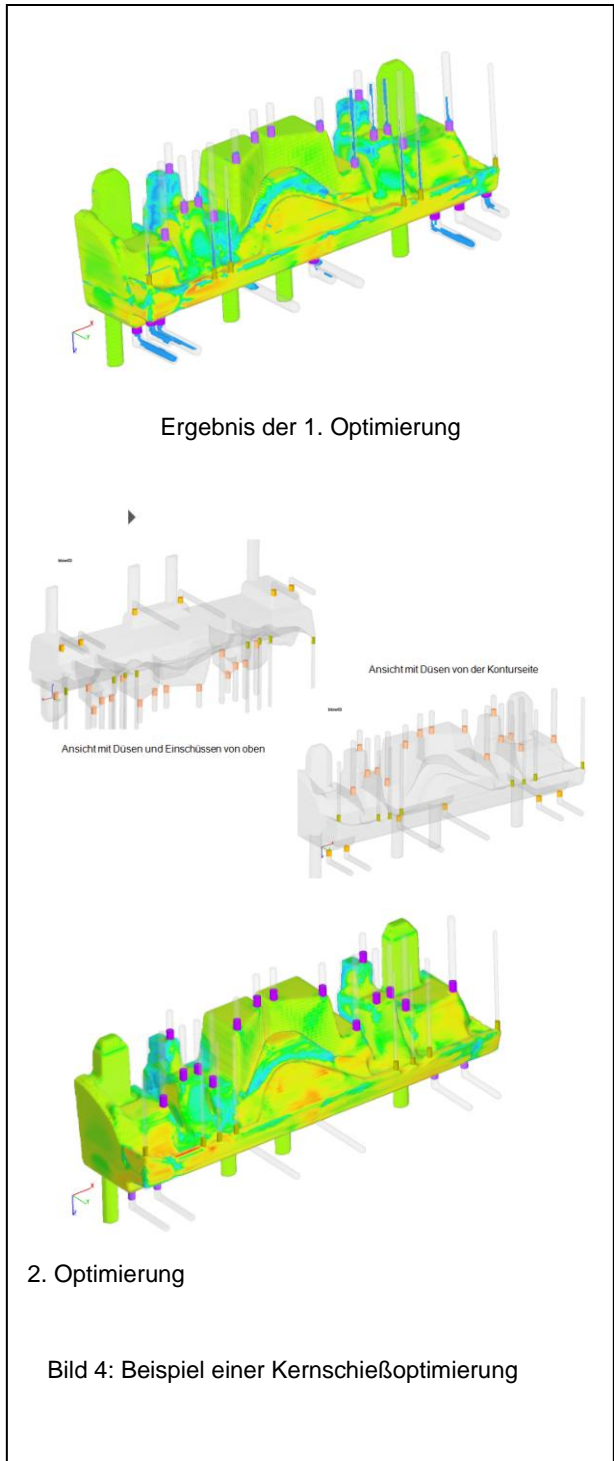 Ergebnis der 1. Optimierung
Ansicht mit Düsen von der Konturseite
Ansicht mit Düsen und Einschüssen von oben
2. Optimierung
Bild 4: Beispiel einer Kernschießoptimierung